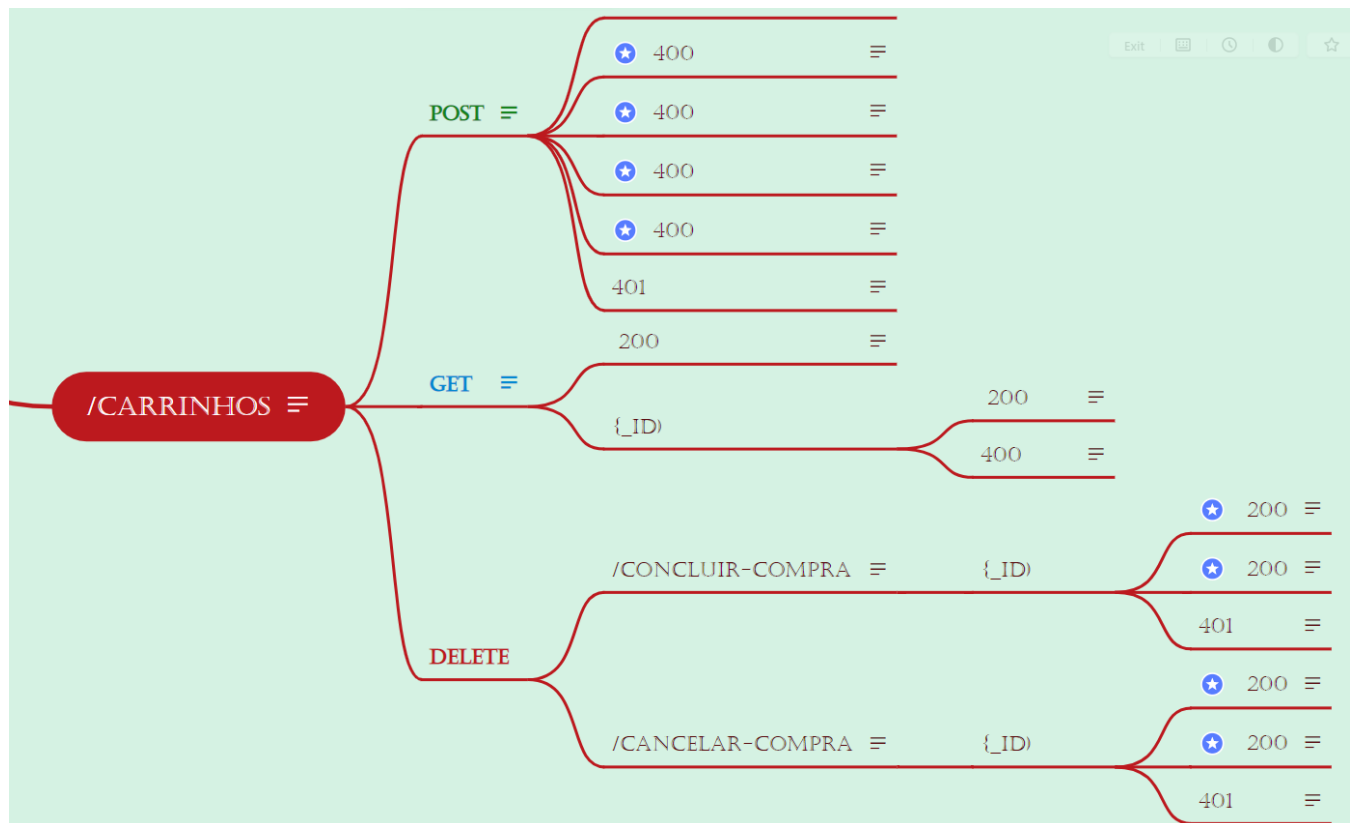 Exit
400
POST
400
400
400
401
200
/CARRINHOS
GET
{_ID)
200
400
200
/CONCLUIR-COMPRA
{_ID)
200
401
DELETE
200
/CANCELAR-COMPRA
{_ID)
200
401